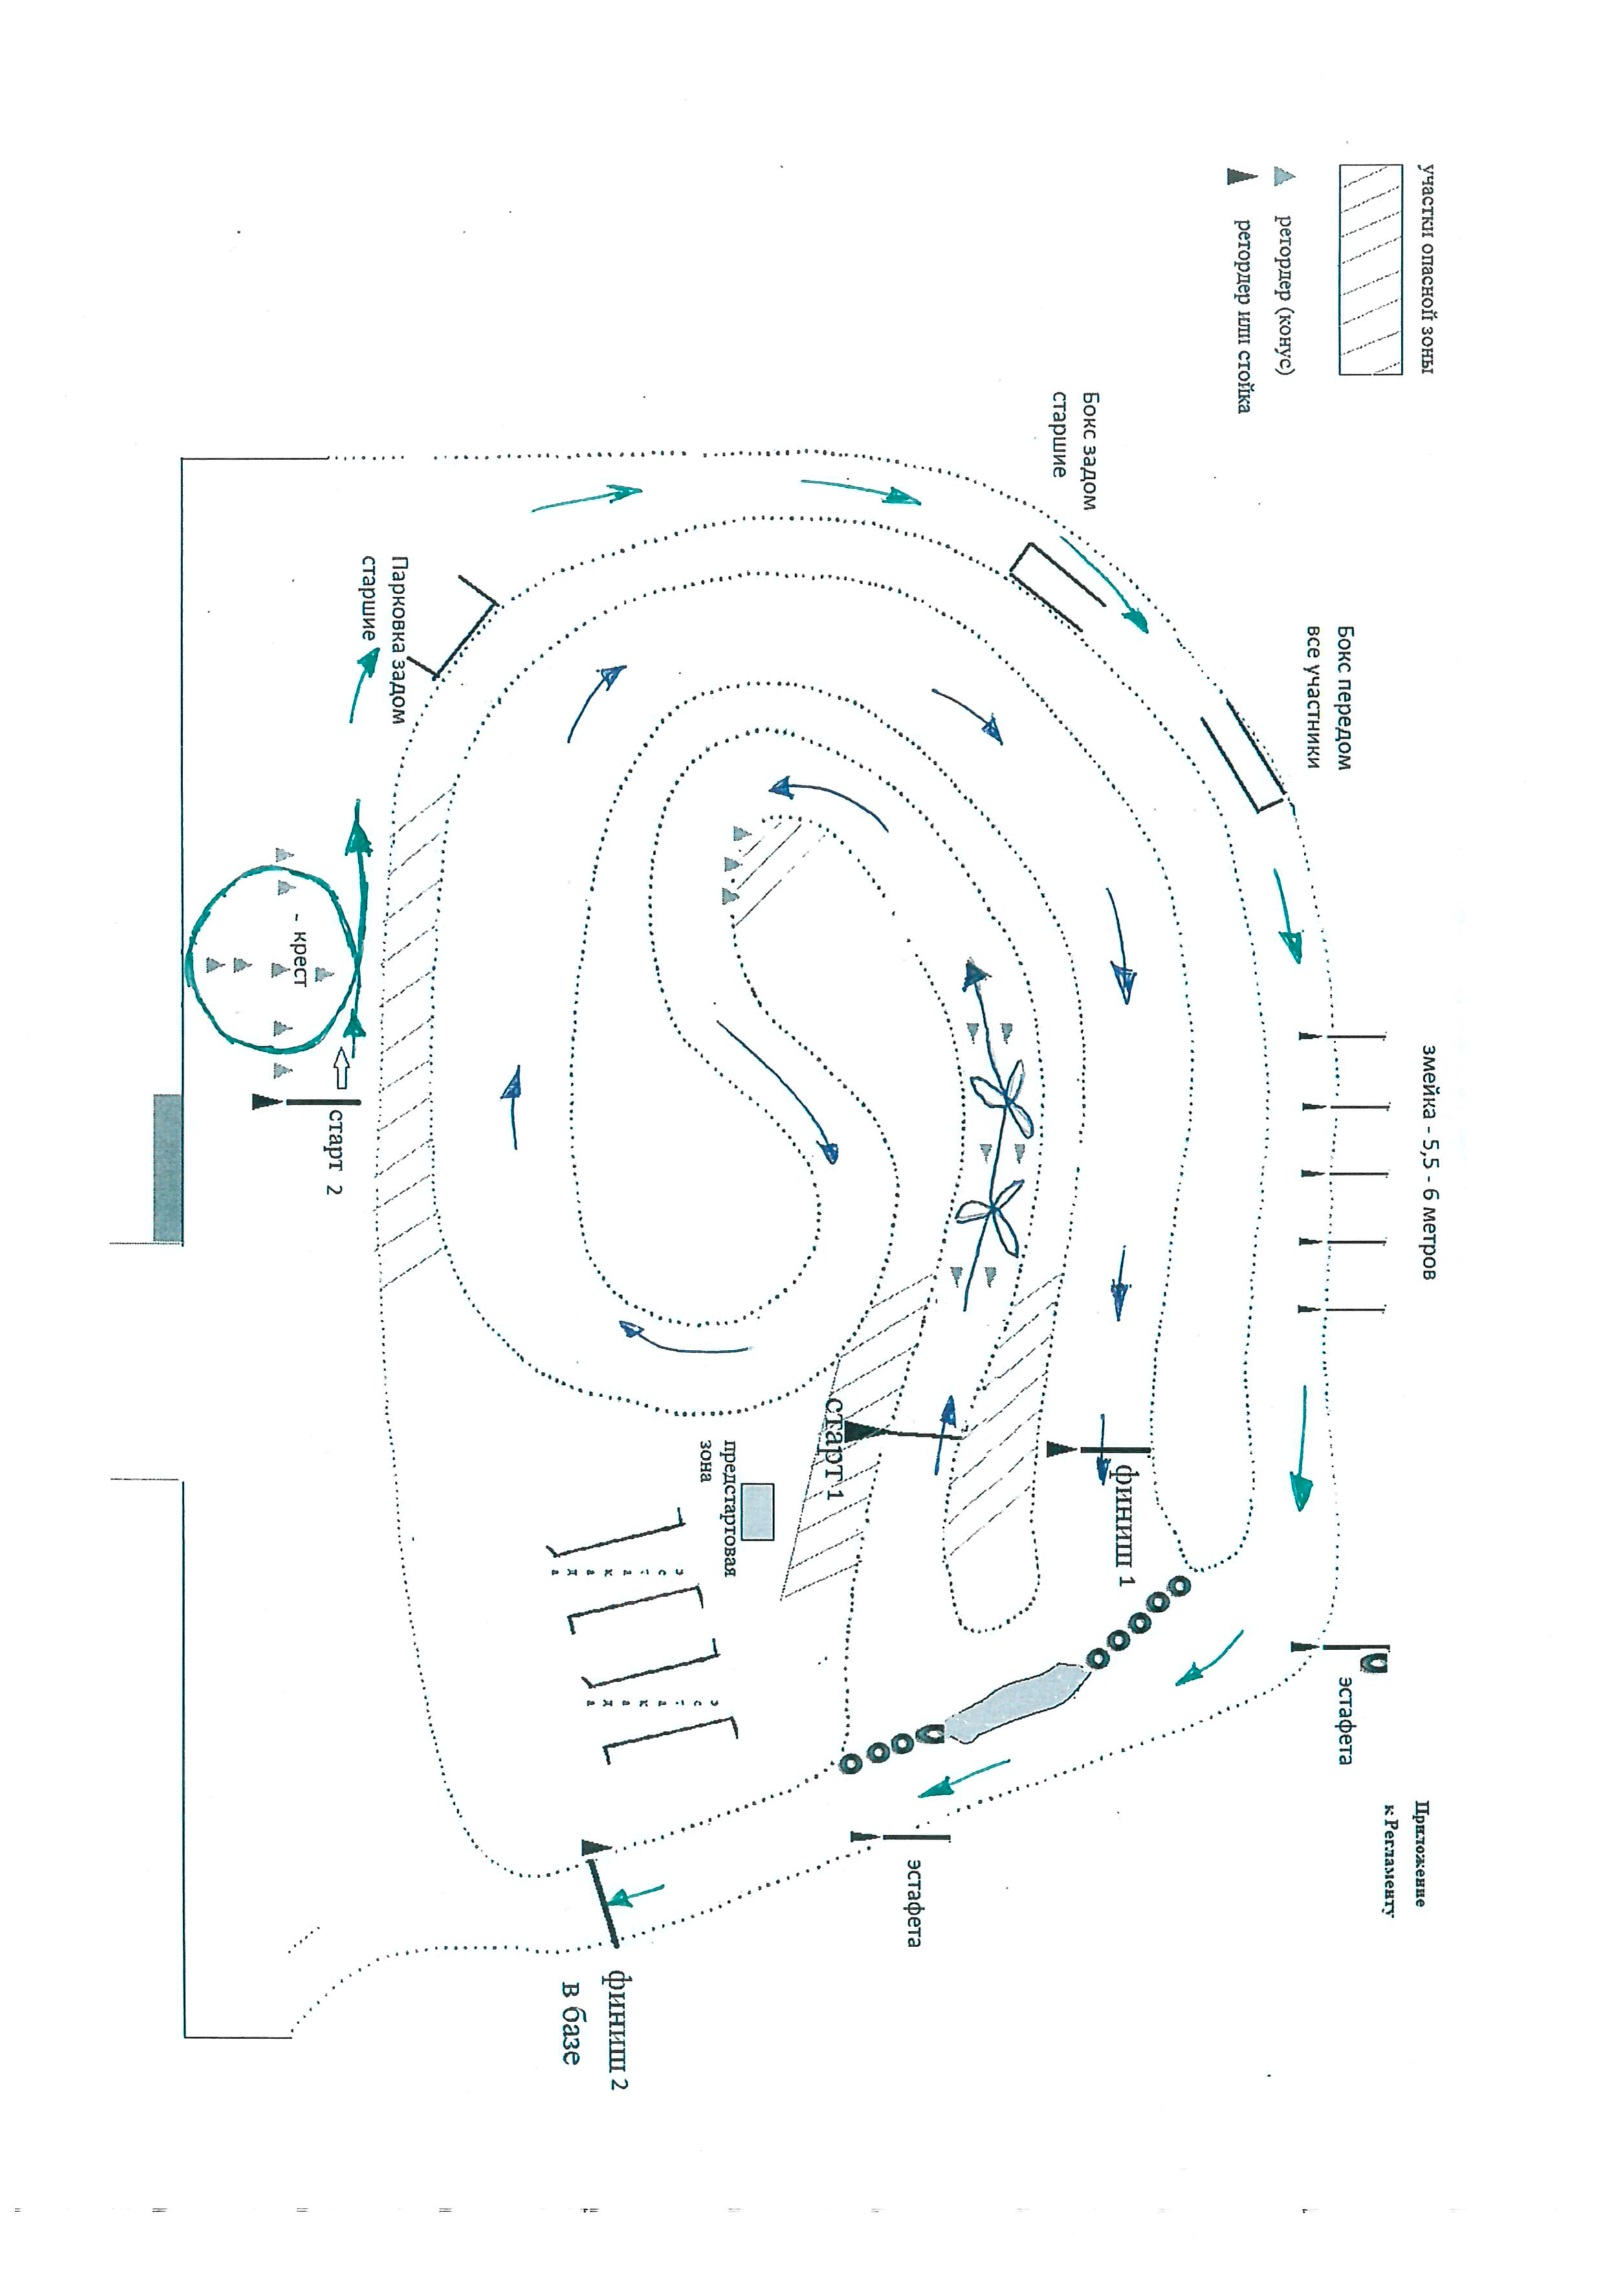 Приложение
к Регламенту
участки опасной зоны
ретордер (конус)
ретордер или стойка
змейка - 5,5 - 6 метров
эстафета
Бокс передом
все участники
Бокс задом
старшие
эстафета
финиш 1
старт 1
предстартовая
зона
эстакада
эстакада
финиш 2
в базе
Парковка задом
старшие
- крест
старт 2